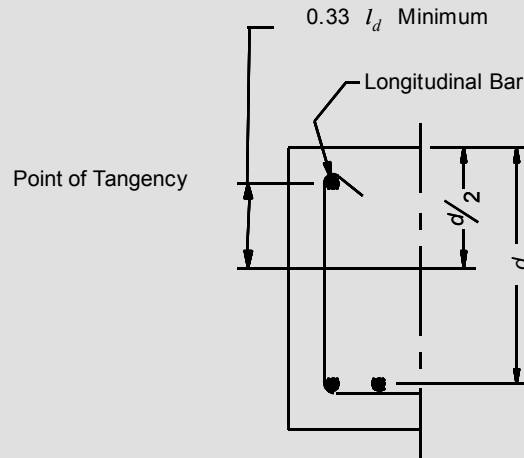 0.33 l_d Minimum
Longitudinal Bar
Point of Tangency
d/2
d